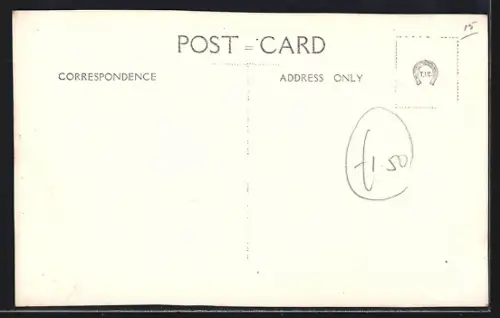 15
POST = CARD
CORRESPONDENCE
ADDRESS ONLY
T.I.C.
£1.50